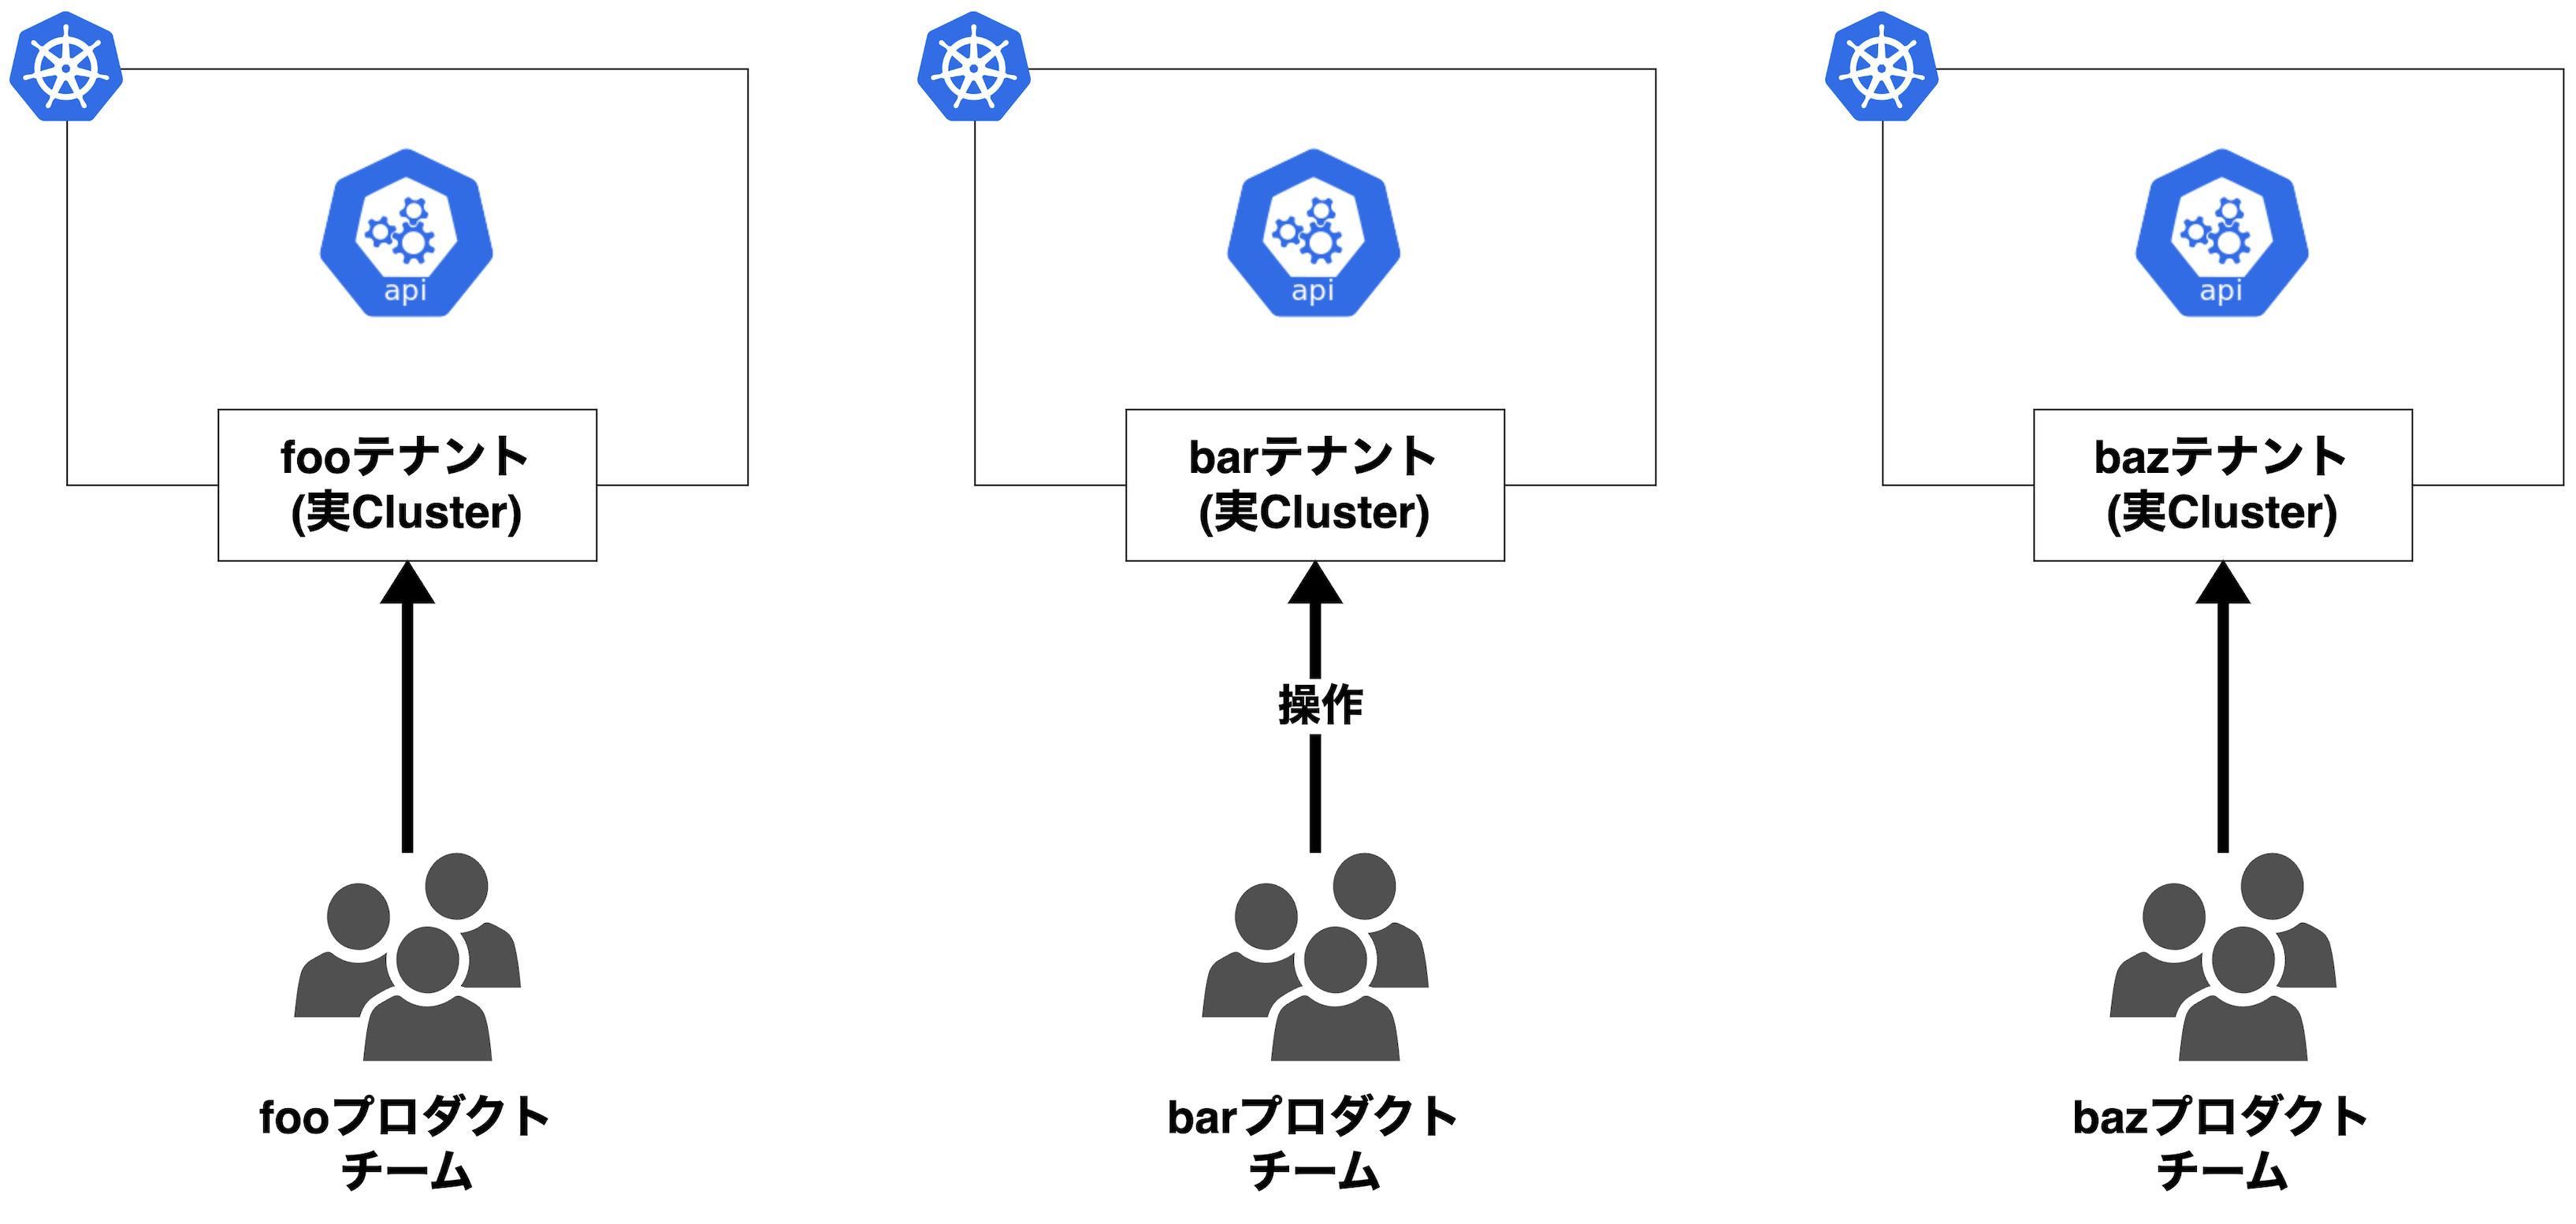 api
api
api
fooテナント
(実Cluster)
barテナント
(実Cluster)
bazテナント
(実Cluster)
操作
fooプロダクト
チーム
barプロダクト
チーム
bazプロダクト
チーム